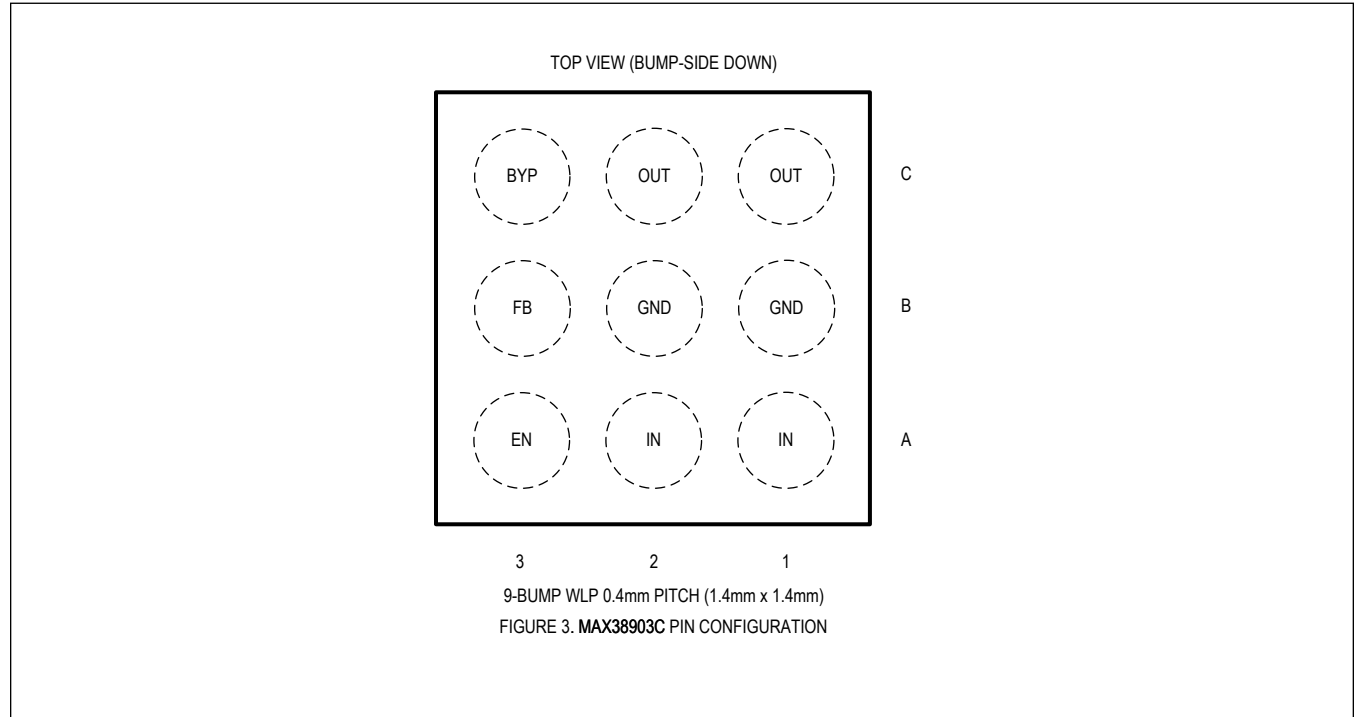 TOP VIEW (BUMP-SIDE DOWN)
BYP OUT OUT C
FB GND GND B
EN IN IN A
3 2 1
9-BUMP WLP 0.4mm PITCH (1.4mm x 1.4mm)
FIGURE 3. MAX38903C PIN CONFIGURATION